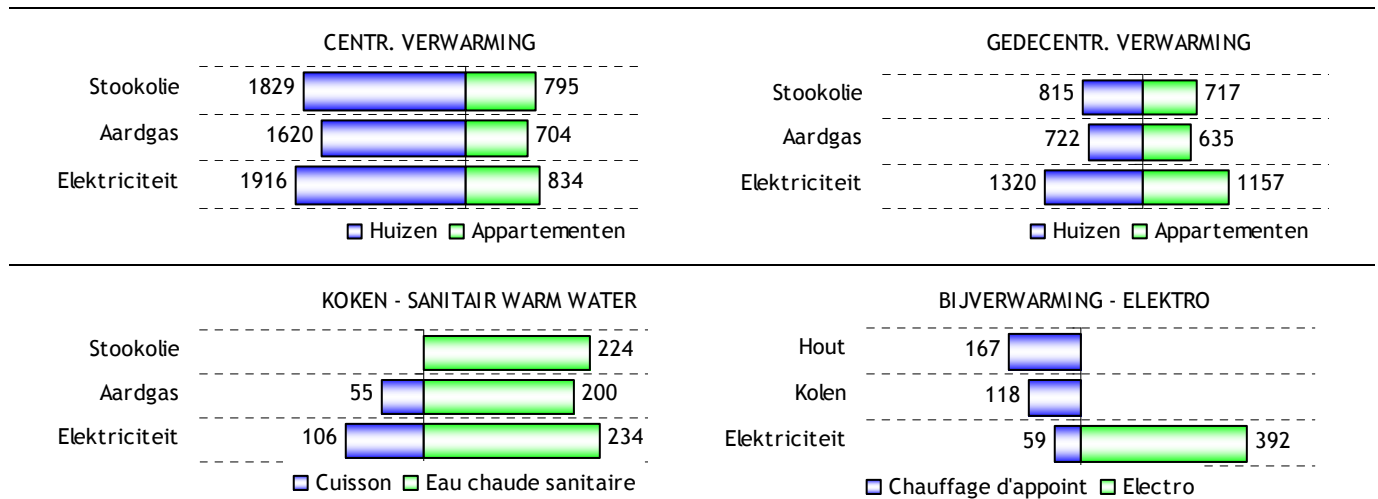 CENTR. VERWARMING
Stookolie 1829 795
Aardgas 1620 704
Elektriciteit 1916 834
Huizen Appartementen
GEDECENTR. VERWARMING
Stookolie 815 717
Aardgas 722 635
Elektriciteit 1320 1157
Huizen Appartementen
KOKEN - SANITAIR WARM WATER
Stookolie 224
Aardgas 55 200
Elektriciteit 106 234
Cuisson Eau chaude sanitaire
BIJVERWARMING - ELEKTRO
Hout 167
Kolen 118
Elektriciteit 59 392
Chauffage d'appoint Electro